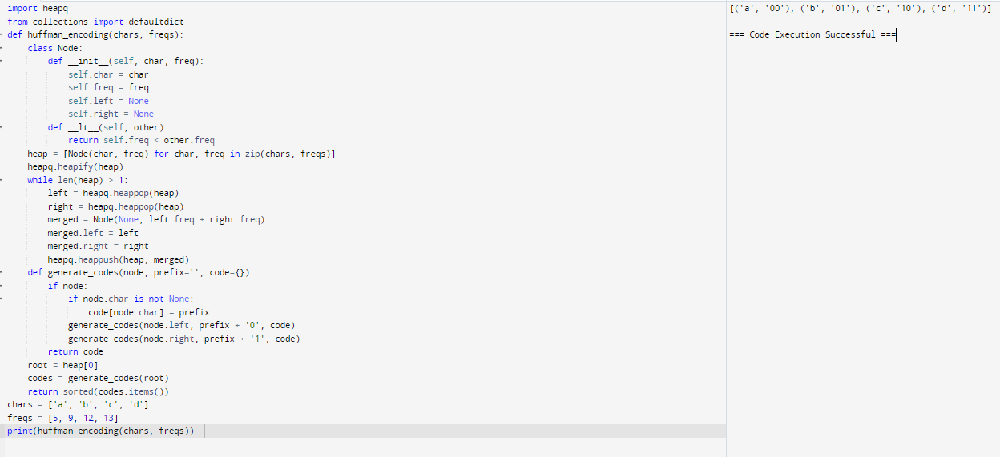 import heapq
from collections import defaultdict
def huffman_encoding(chars, freqs):
    class Node:
        def __init__(self, char, freq):
            self.char = char
            self.freq = freq
            self.left = None
            self.right = None
        def __lt__(self, other):
            return self.freq < other.freq
    heap = [Node(char, freq) for char, freq in zip(chars, freqs)]
    heapq.heapify(heap)
    while len(heap) > 1:
        left = heapq.heappop(heap)
        right = heapq.heappop(heap)
        merged = Node(None, left.freq + right.freq)
        merged.left = left
        merged.right = right
        heapq.heappush(heap, merged)
    def generate_codes(node, prefix='', code={}):
        if node:
            if node.char is not None:
                code[node.char] = prefix
            generate_codes(node.left, prefix + '0', code)
            generate_codes(node.right, prefix + '1', code)
        return code
    root = heap[0]
    codes = generate_codes(root)
    return sorted(codes.items())
chars = ['a', 'b', 'c', 'd']
freqs = [5, 9, 12, 13]
print(huffman_encoding(chars, freqs))
[('a', '00'), ('b', '01'), ('c', '10'), ('d', '11')]
=== Code Execution Successful ===